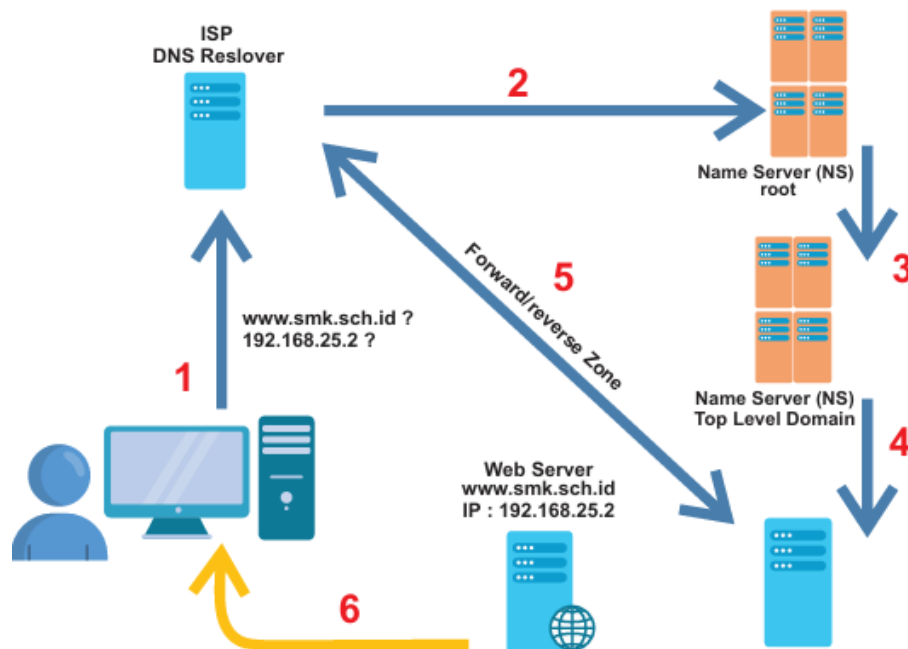 ISP
DNS Reslover
2
Name Server (NS)
root
3
Forward/reverse Zone
5
www.smk.sch.id ?
192.168.25.2 ?
1
Name Server (NS)
Top Level Domain
4
Web Server
www.smk.sch.id
IP : 192.168.25.2
6